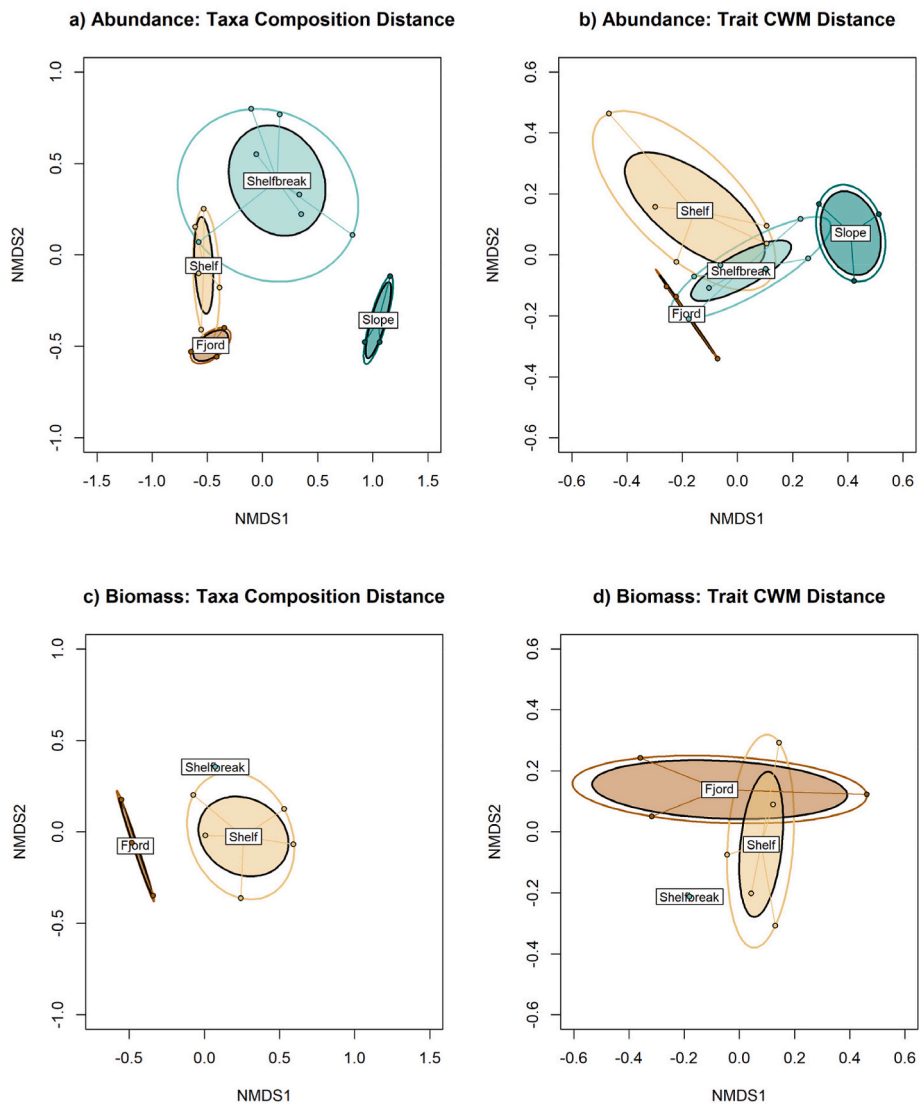 a) Abundance: Taxa Composition Distance
1.0
0.5
0.0
-0.5
-1.0
NMDS2
Shelfbreak
Shelf
Slope
Fjord
-1.5 -1.0 -0.5 0.0 0.5 1.0 1.5
NMDS1
b) Abundance: Trait CWM Distance
0.6
0.4
0.2
0.0
-0.2
-0.4
-0.6
NMDS2
Shelf
Slope
Shelfbreak
Fjord
-0.6 -0.4 -0.2 0.0 0.2 0.4 0.6
NMDS1
c) Biomass: Taxa Composition Distance
1.0
0.5
0.0
-0.5
-1.0
NMDS2
Shelfbreak
Shelf
Fjord
-0.5 0.0 0.5 1.0
NMDS1
d) Biomass: Trait CWM Distance
0.6
0.4
0.2
0.0
-0.2
-0.4
-0.6
NMDS2
Fjord
Shelf
Shelfbreak
-0.6 -0.4 -0.2 0.0 0.2 0.4 0.6
NMDS1